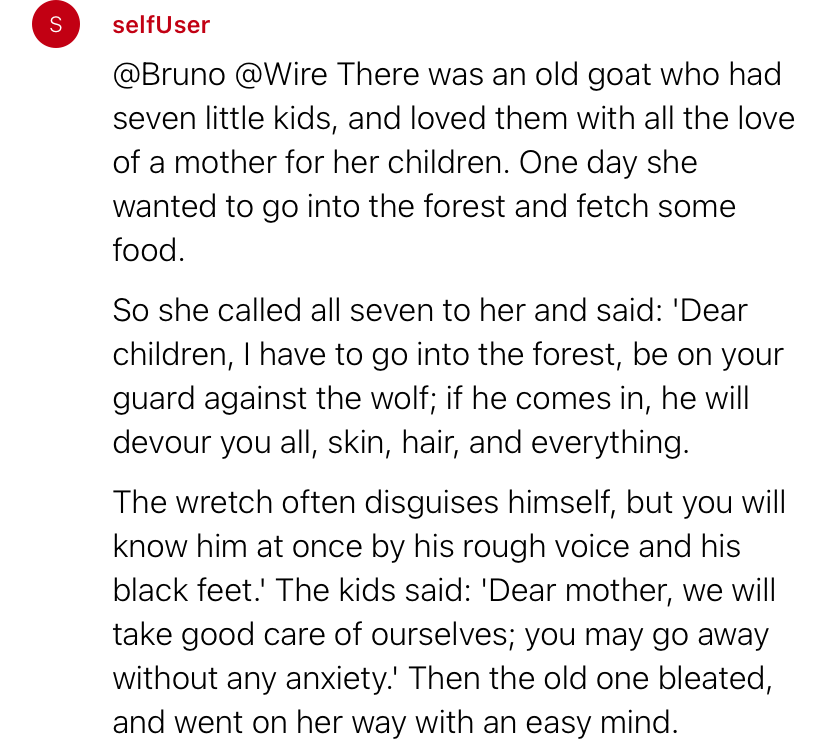 S
selfUser
@Bruno @Wire There was an old goat who had
seven little kids, and loved them with all the love
of a mother for her children. One day she
wanted to go into the forest and fetch some
food.
So she called all seven to her and said: 'Dear
children, I have to go into the forest, be on your
guard against the wolf; if he comes in, he will
devour you all, skin, hair, and everything.
The wretch often disguises himself, but you will
know him at once by his rough voice and his
black feet.' The kids said: 'Dear mother, we will
take good care of ourselves; you may go away
without any anxiety.' Then the old one bleated,
and went on her way with an easy mind.